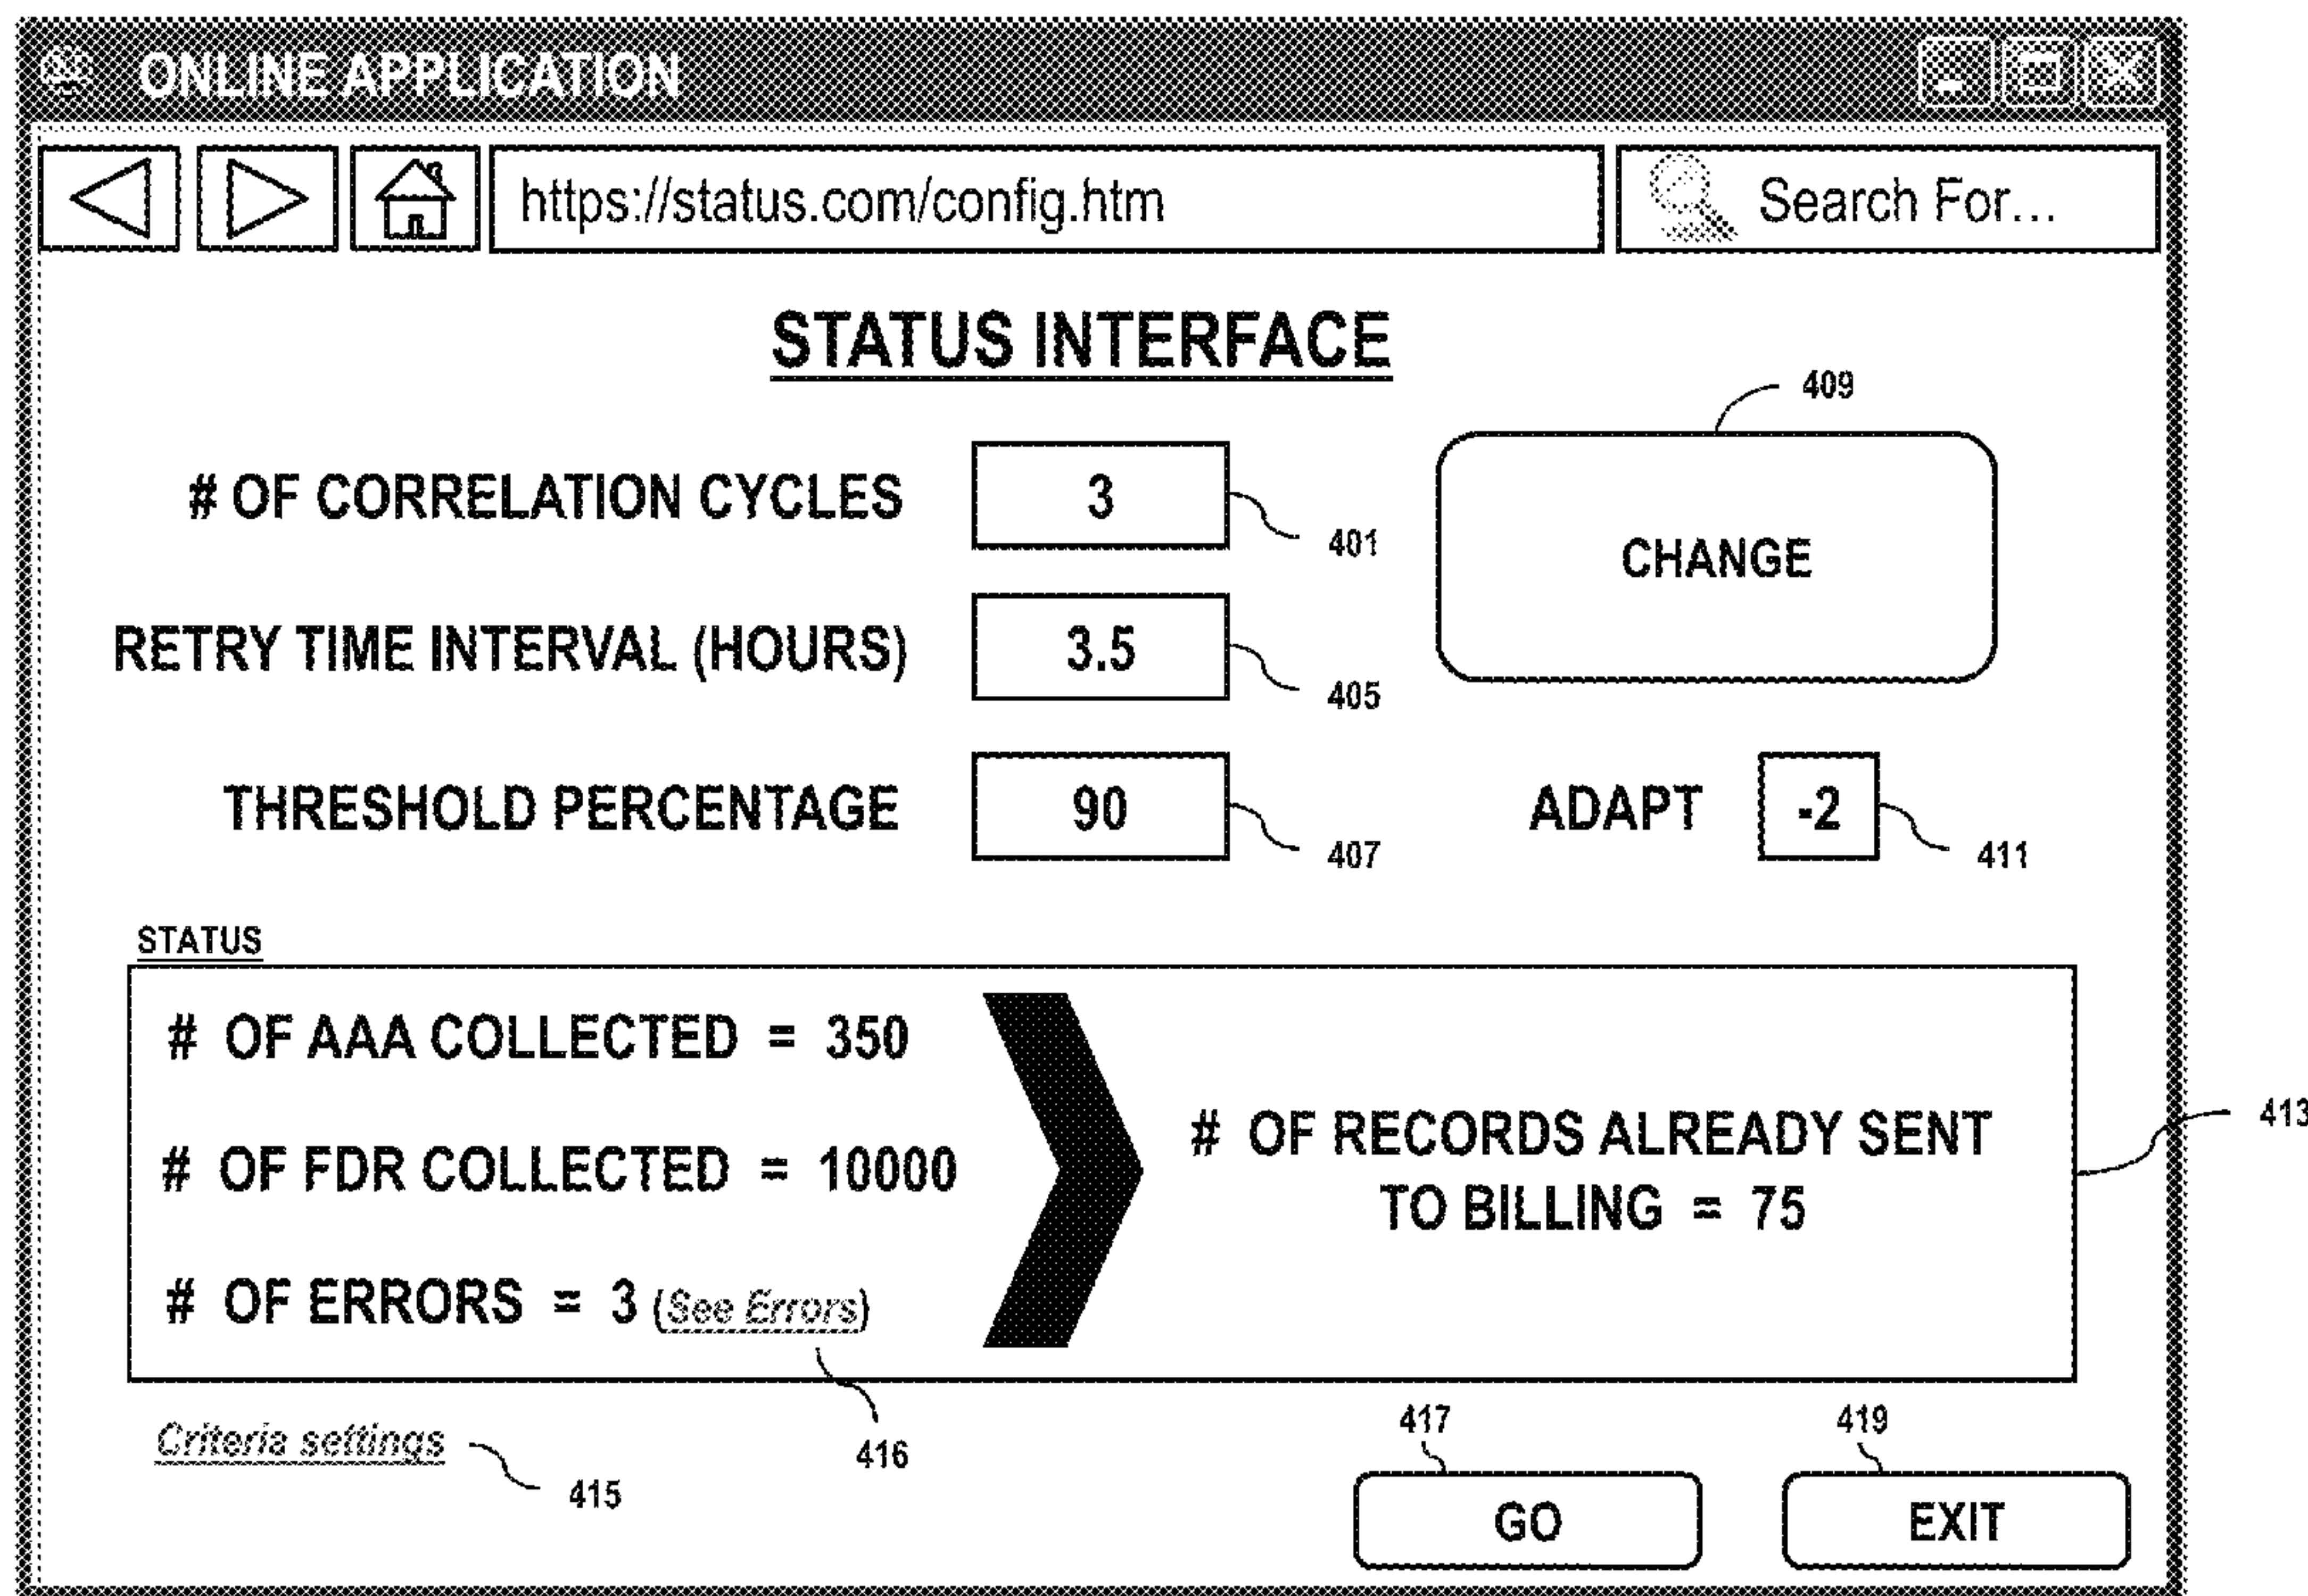 ONLINE APPLICATION
https://status.com/config.htm
Search For...
STATUS INTERFACE
409
# OF CORRELATION CYCLES 3
401
CHANGE
RETRY TIME INTERVAL (HOURS) 3.5
405
THRESHOLD PERCENTAGE 90
407
ADAPT -2
411
STATUS
# OF AAA COLLECTED = 350
# OF FDR COLLECTED = 10000
# OF ERRORS = 3 (See Errors)
# OF RECORDS ALREADY SENT
TO BILLING = 75
413
416
Criteria settings
415
417
GO
419
EXIT